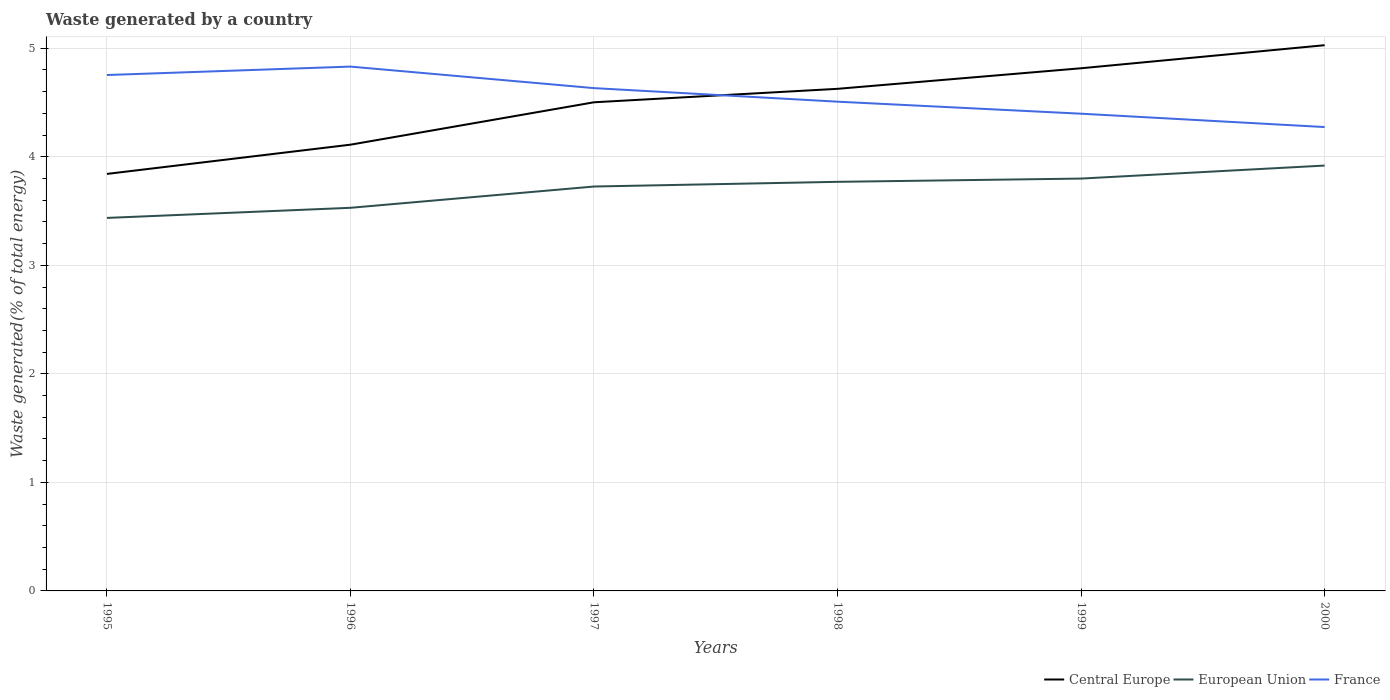 Waste generated by a country
Waste generated(% of total energy)
5
4
3
2
1
0
1995
1996
1997
1998
1999
2000
Years
Central Europe
European Union
France